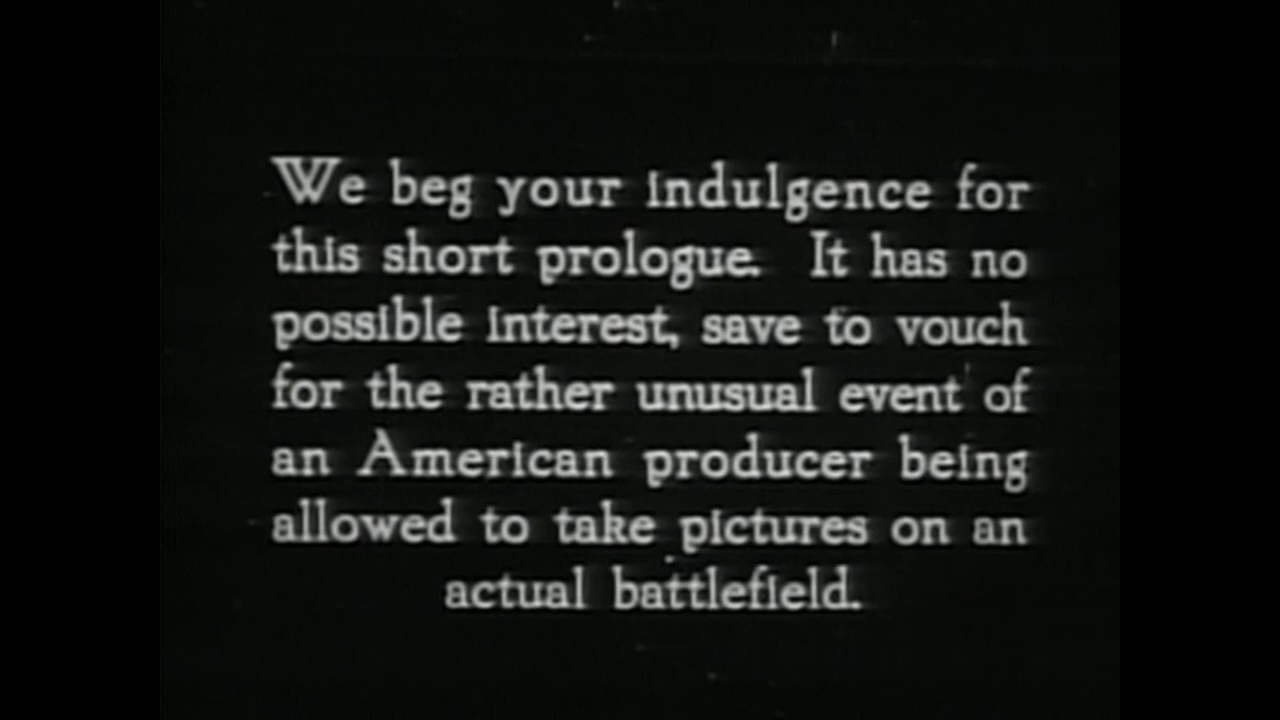 We beg your indulgence for
this short prologue. It has no
possible interest, save to vouch
for the rather unusual event of
an American producer being
allowed to take pictures on an
actual battlefield.